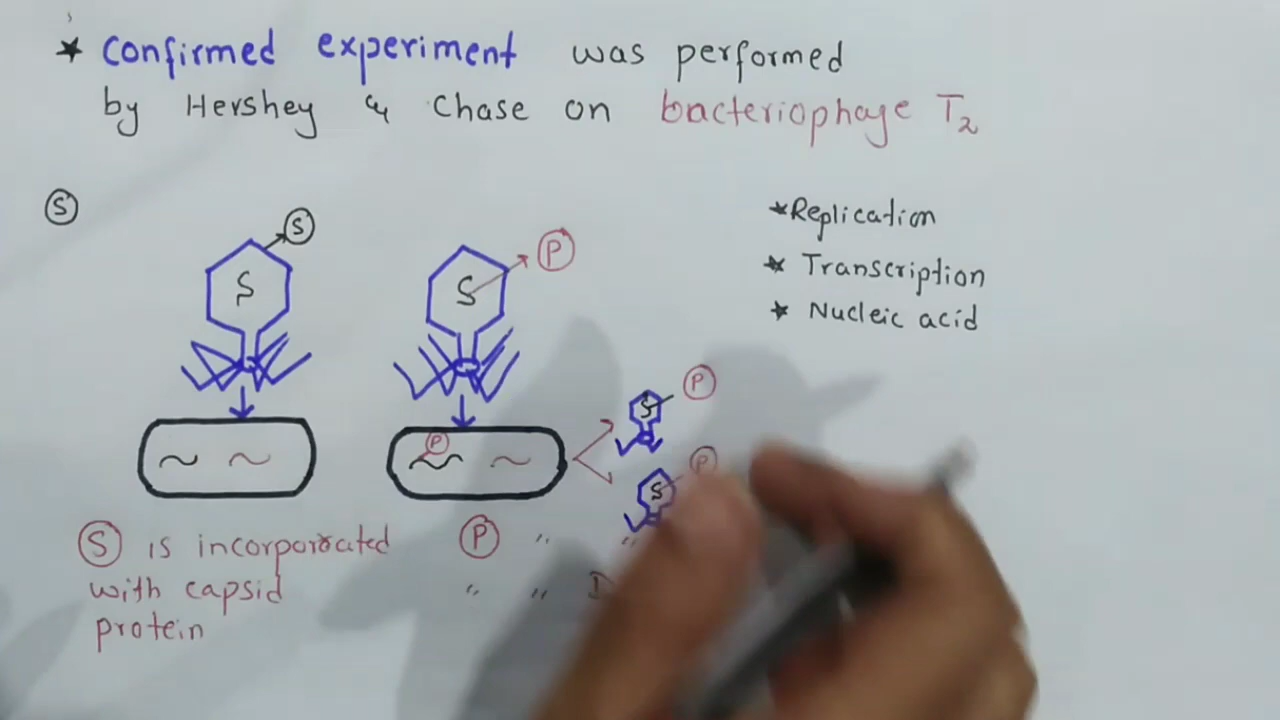 ★ Confirmed experiment was performed
by Hershey & Chase on bacteriophage T2
S
S
P
★ Replication
★ Transcription
★ Nucleic acid
P
P
P
S is incorporated
with capsid
protein
P " "
" " D